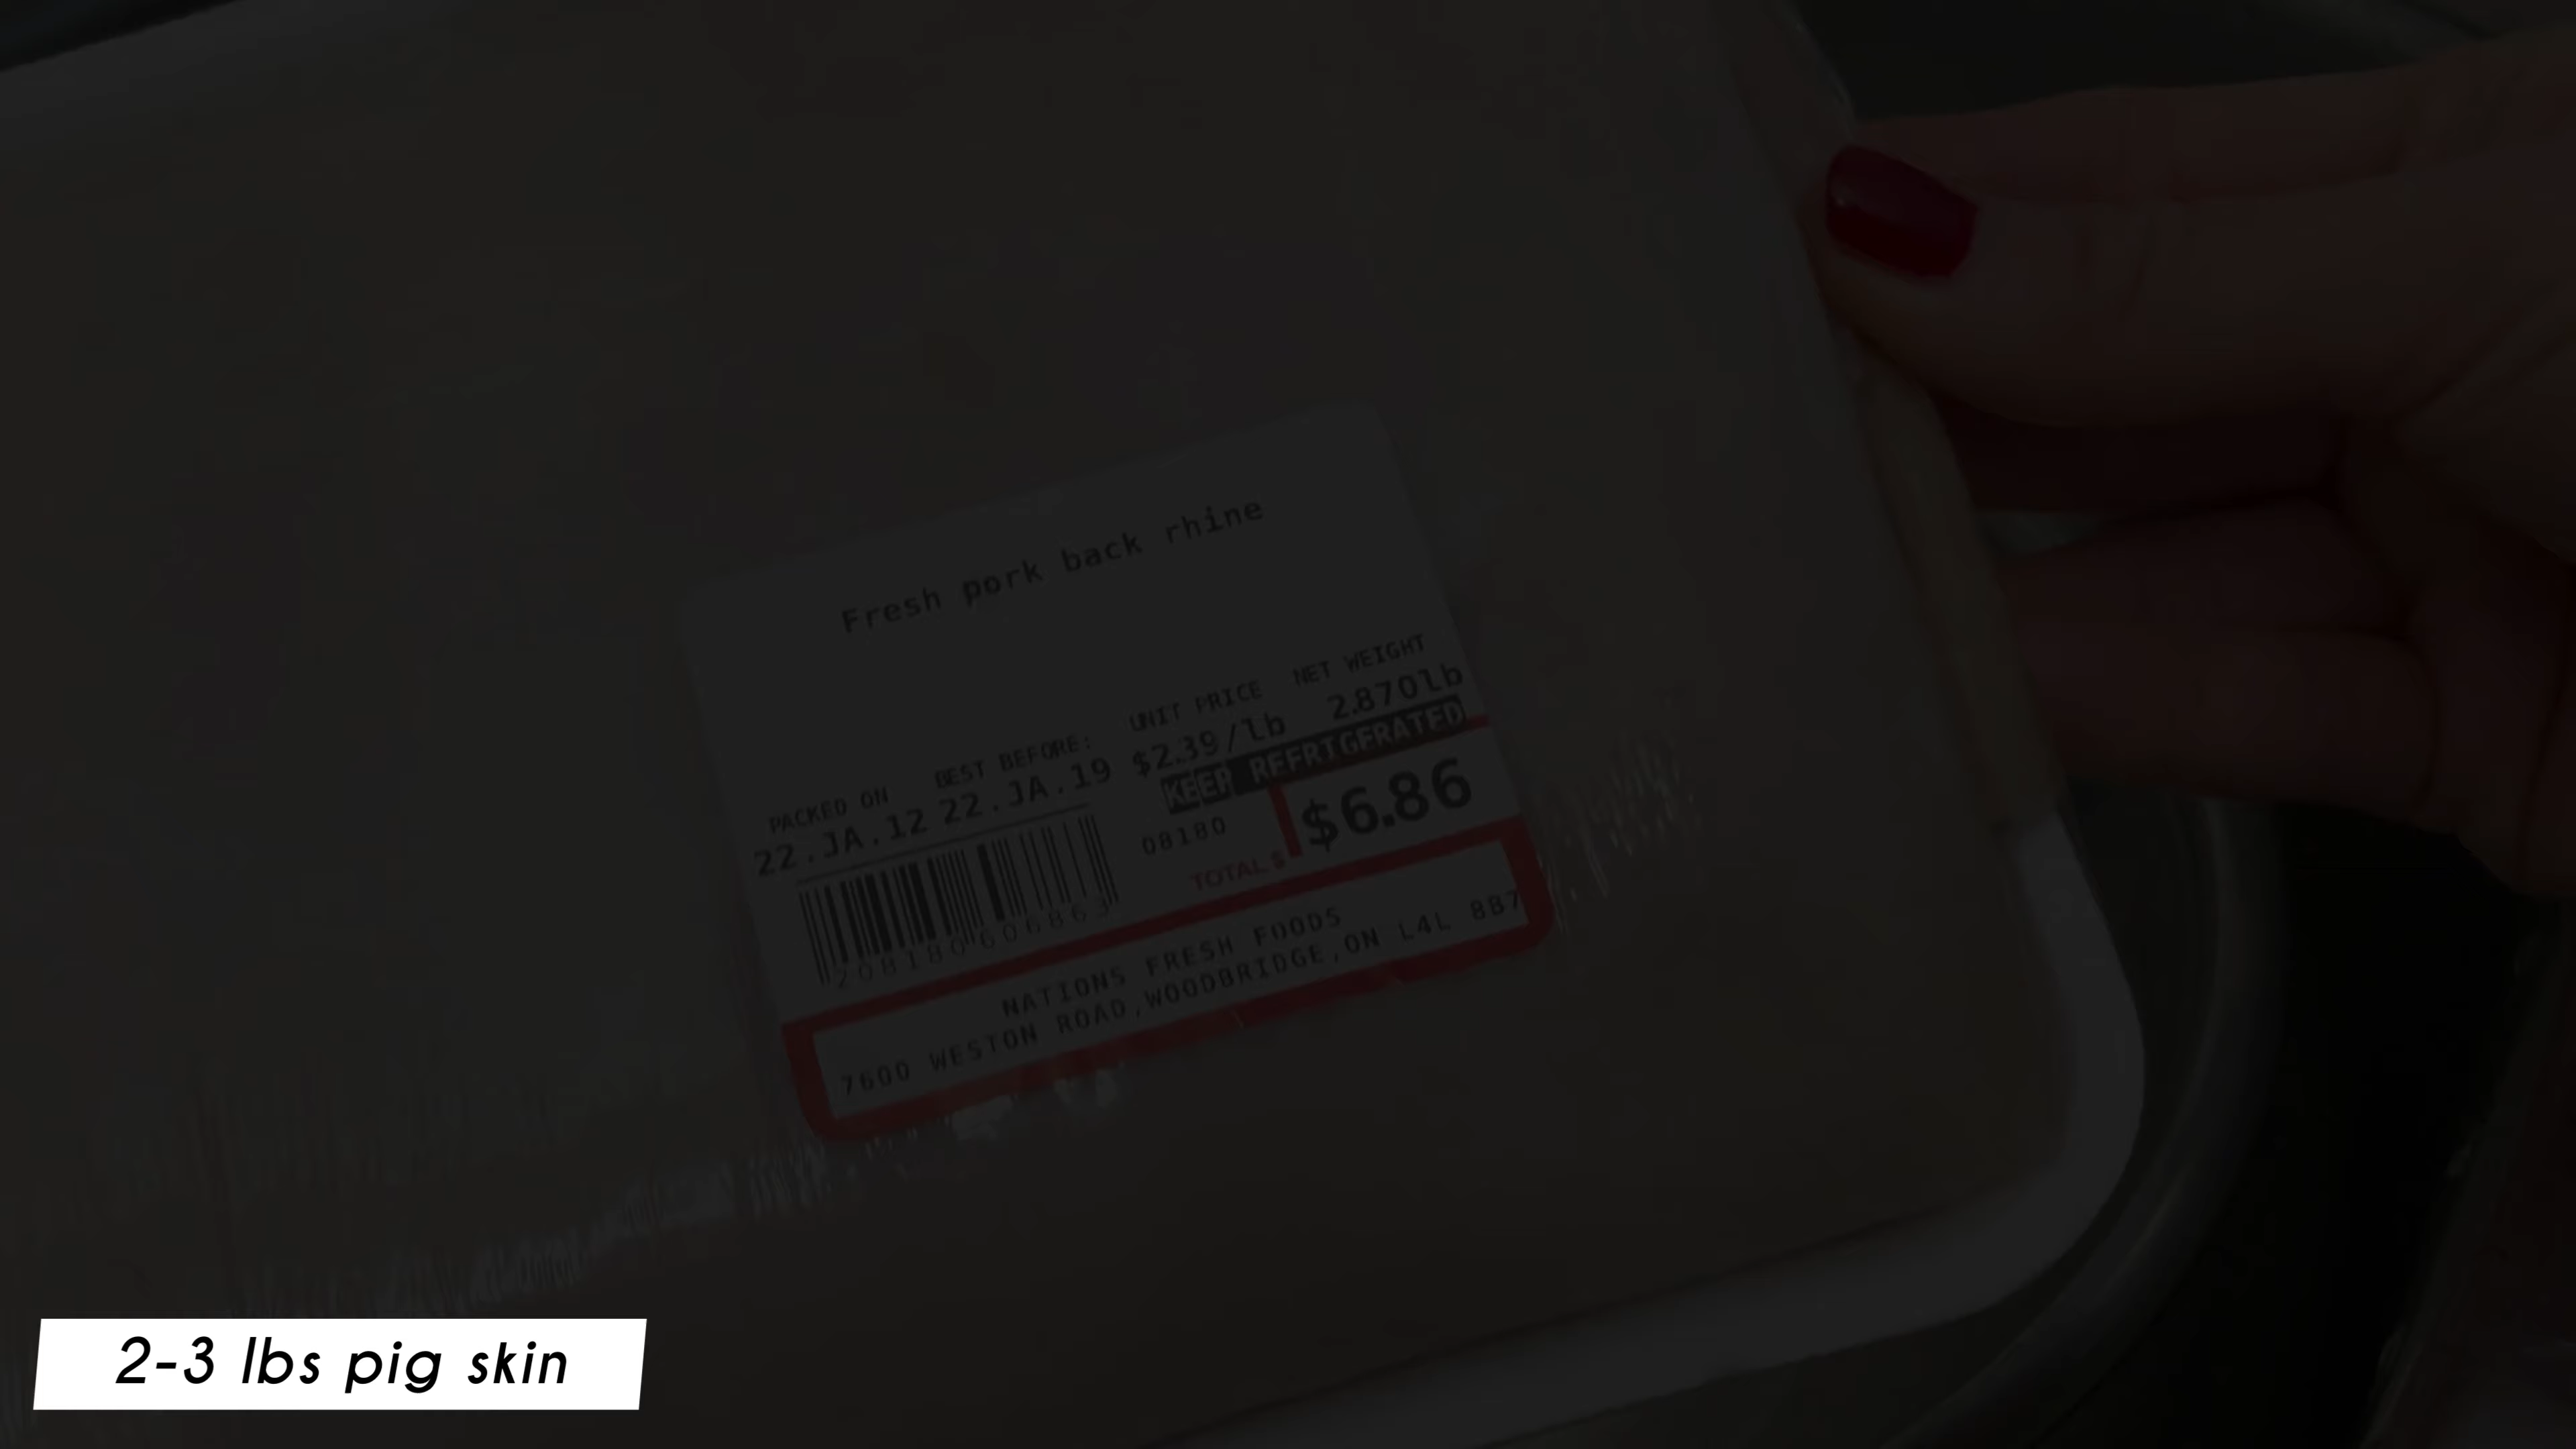 Fresh pork back rhine
PACKED ON BEST BEFORE: UNIT PRICE NET WEIGHT
22.JA.12 22.JA.19 $2.39/lb 2.870lb
KEEP REFRIGERATED
08180
TOTAL $ $6.86
208180606863
NATIONS FRESH FOODS
7600 WESTON ROAD,WOODBRIDGE,ON L4L 8B7
2-3 lbs pig skin